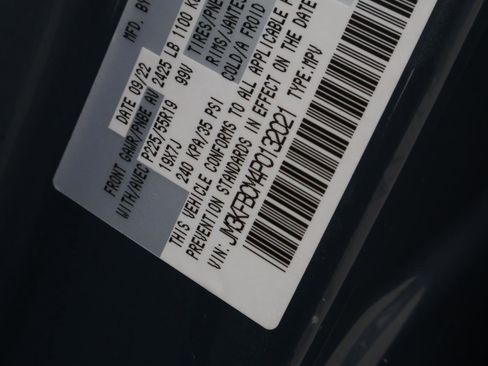 MFD. BY
DATE 09/22
FRONT GAWR/PNBE AV 2425 LB 1100 K
WITH/AVEC P225/55R19 99V TIRES/PNE
19X7J RIMS/JANTES
240 KPA/35 PSI COLD/A FROID
THIS VEHICLE CONFORMS TO ALL APPLICABLE F
PREVENTION STANDARDS IN EFFECT ON THE DATE
VIN: JM3KFBCM4P0132021 TYPE: MPV